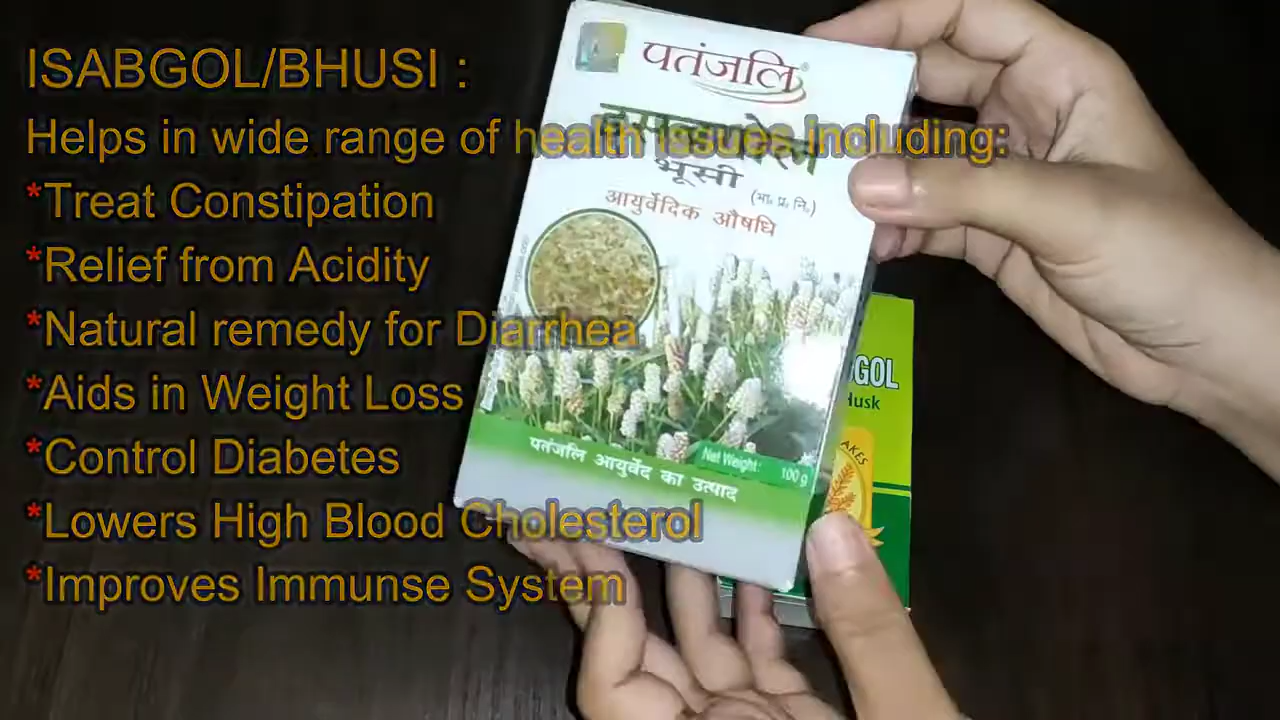 ISABGOL/BHUSI :
Helps in wide range of health issues including:
*Treat Constipation
*Relief from Acidity
*Natural remedy for Diarrhea
*Aids in Weight Loss
*Control Diabetes
*Lowers High Blood Cholesterol
*Improves Immunse System
पतंजलि®
भूसी
(भा॰ प्र॰ नि॰)
आयुर्वेदिक औषधि
Net Weight: 100 g
पतंजलि आयुर्वेद का उत्पाद
GOL
Husk
AKES